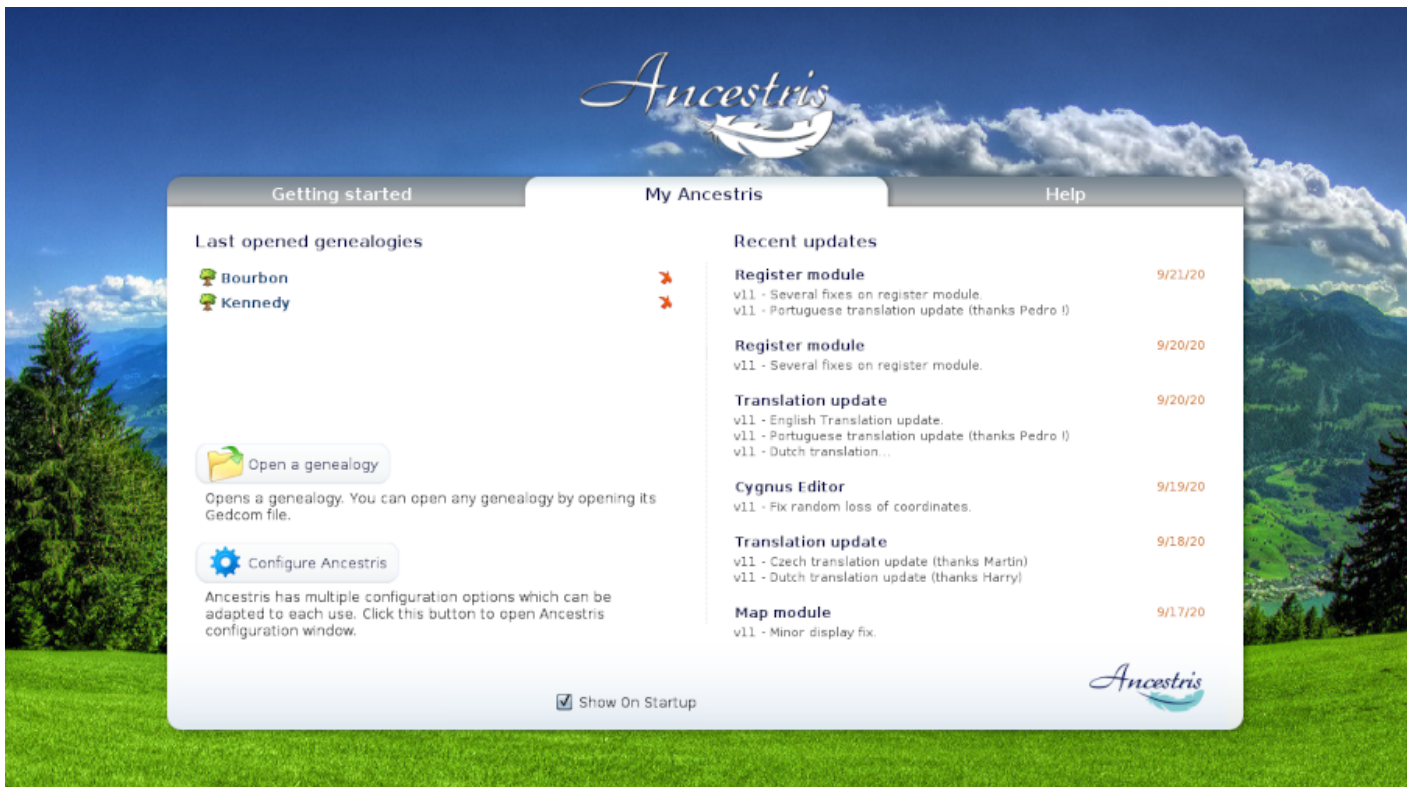 Ancestris
Getting started
My Ancestris
Help
Last opened genealogies
Bourbon
Kennedy
Open a genealogy
Opens a genealogy. You can open any genealogy by opening its
Gedcom file.
Configure Ancestris
Ancestris has multiple configuration options which can be
adapted to each use. Click this button to open Ancestris
configuration window.
Recent updates
Register module 9/21/20
v11 - Several fixes on register module.
v11 - Portuguese translation update (thanks Pedro !)
Register module 9/20/20
v11 - Several fixes on register module.
Translation update 9/20/20
v11 - English Translation update.
v11 - Portuguese translation update (thanks Pedro !)
v11 - Dutch translation...
Cygnus Editor 9/19/20
v11 - Fix random loss of coordinates.
Translation update 9/18/20
v11 - Czech translation update (thanks Martin)
v11 - Dutch translation update (thanks Harry)
Map module 9/17/20
v11 - Minor display fix.
Ancestris
Show On Startup